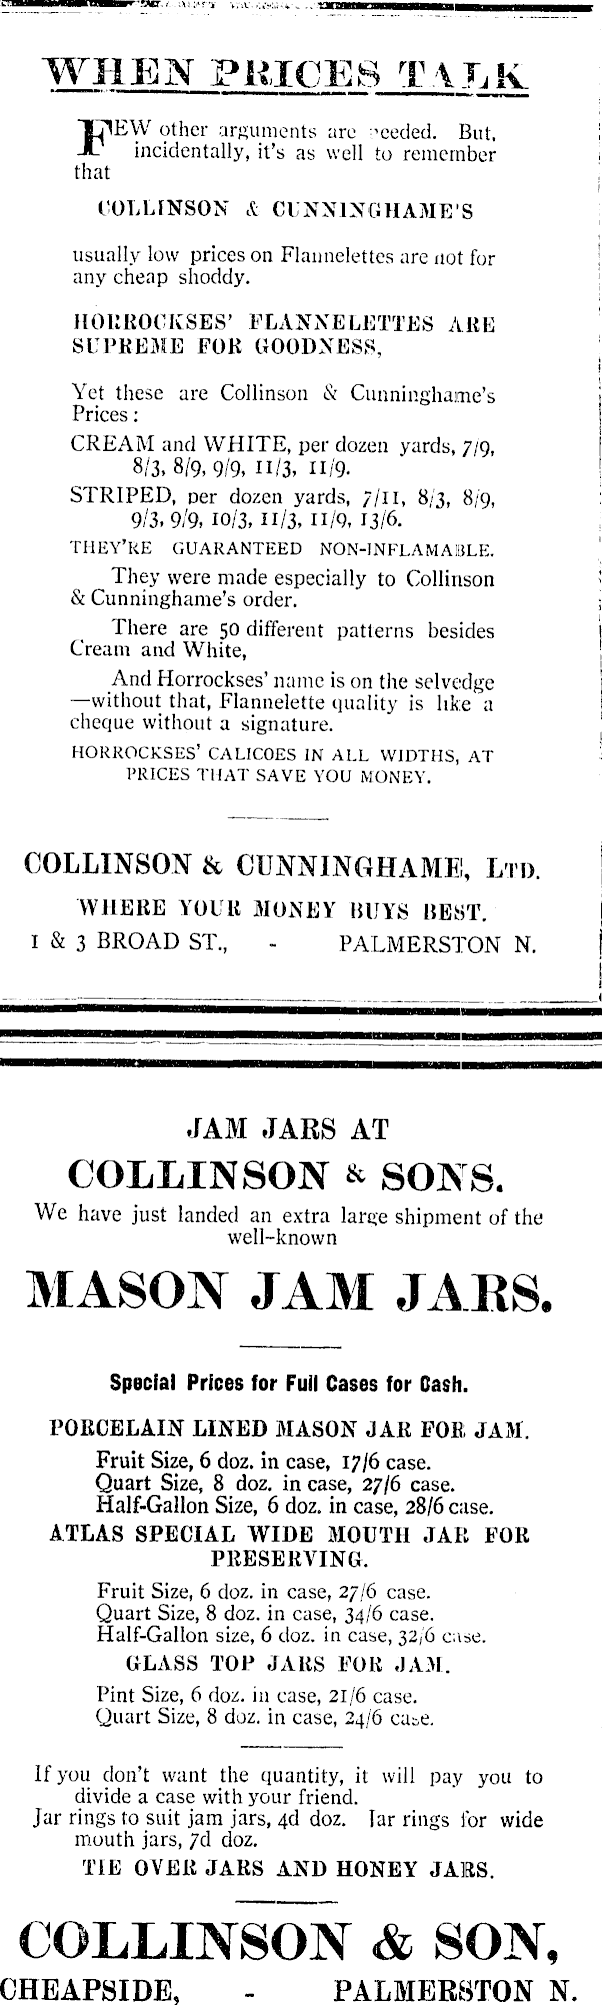 WHEN PRICES TALK
FEW other arguments are needed. But,
incidentally, it's as well to remember
that
COLLINSON & CUNNINGHAME'S
usually low prices on Flannelettes are not for
any cheap shoddy.
HORROCKSES' FLANNELETTES ARE
SUPREME FOR GOODNESS,
Yet these are Collinson & Cunninghame's
Prices :
CREAM and WHITE, per dozen yards, 7/9,
8/3, 8/9, 9/9, 11/3, 11/9.
STRIPED, per dozen yards, 7/11, 8/3, 8/9,
9/3, 9/9, 10/3, 11/3, 11/9, 13/6.
THEY'RE GUARANTEED NON-INFLAMABLE.
They were made especially to Collinson
& Cunninghame's order.
There are 50 different patterns besides
Cream and White,
And Horrockses' name is on the selvedge
—without that, Flannelette quality is like a
cheque without a signature.
HORROCKSES' CALICOES IN ALL WIDTHS, AT
PRICES THAT SAVE YOU MONEY.
COLLINSON & CUNNINGHAME, LTD.
WHERE YOUR MONEY BUYS BEST.
1 & 3 BROAD ST., - PALMERSTON N.
JAM JARS AT
COLLINSON & SONS.
We have just landed an extra large shipment of the
well-known
MASON JAM JARS.
Special Prices for Full Cases for Cash.
PORCELAIN LINED MASON JAR FOR JAM.
Fruit Size, 6 doz. in case, 17/6 case.
Quart Size, 8 doz. in case, 27/6 case.
Half-Gallon Size, 6 doz. in case, 28/6 case.
ATLAS SPECIAL WIDE MOUTH JAR FOR
PRESERVING.
Fruit Size, 6 doz. in case, 27/6 case.
Quart Size, 8 doz. in case, 34/6 case.
Half-Gallon size, 6 doz. in case, 32/6 case.
GLASS TOP JARS FOR JAM.
Pint Size, 6 doz. in case, 21/6 case.
Quart Size, 8 doz. in case, 24/6 case.
If you don't want the quantity, it will pay you to
divide a case with your friend.
Jar rings to suit jam jars, 4d doz. Jar rings for wide
mouth jars, 7d doz.
TIE OVER JARS AND HONEY JARS.
COLLINSON & SON,
CHEAPSIDE, - PALMERSTON N.